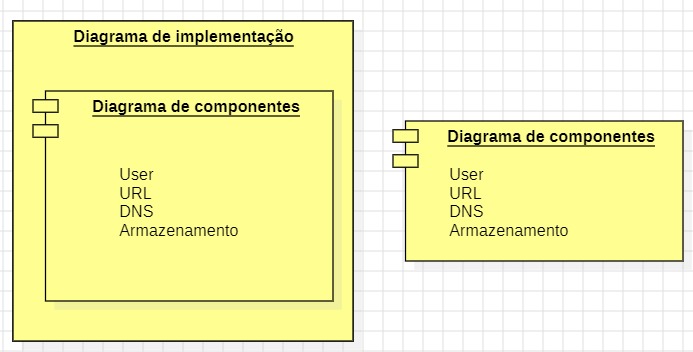 Diagrama de implementação
Diagrama de componentes
User
URL
DNS
Armazenamento
Diagrama de componentes
User
URL
DNS
Armazenamento